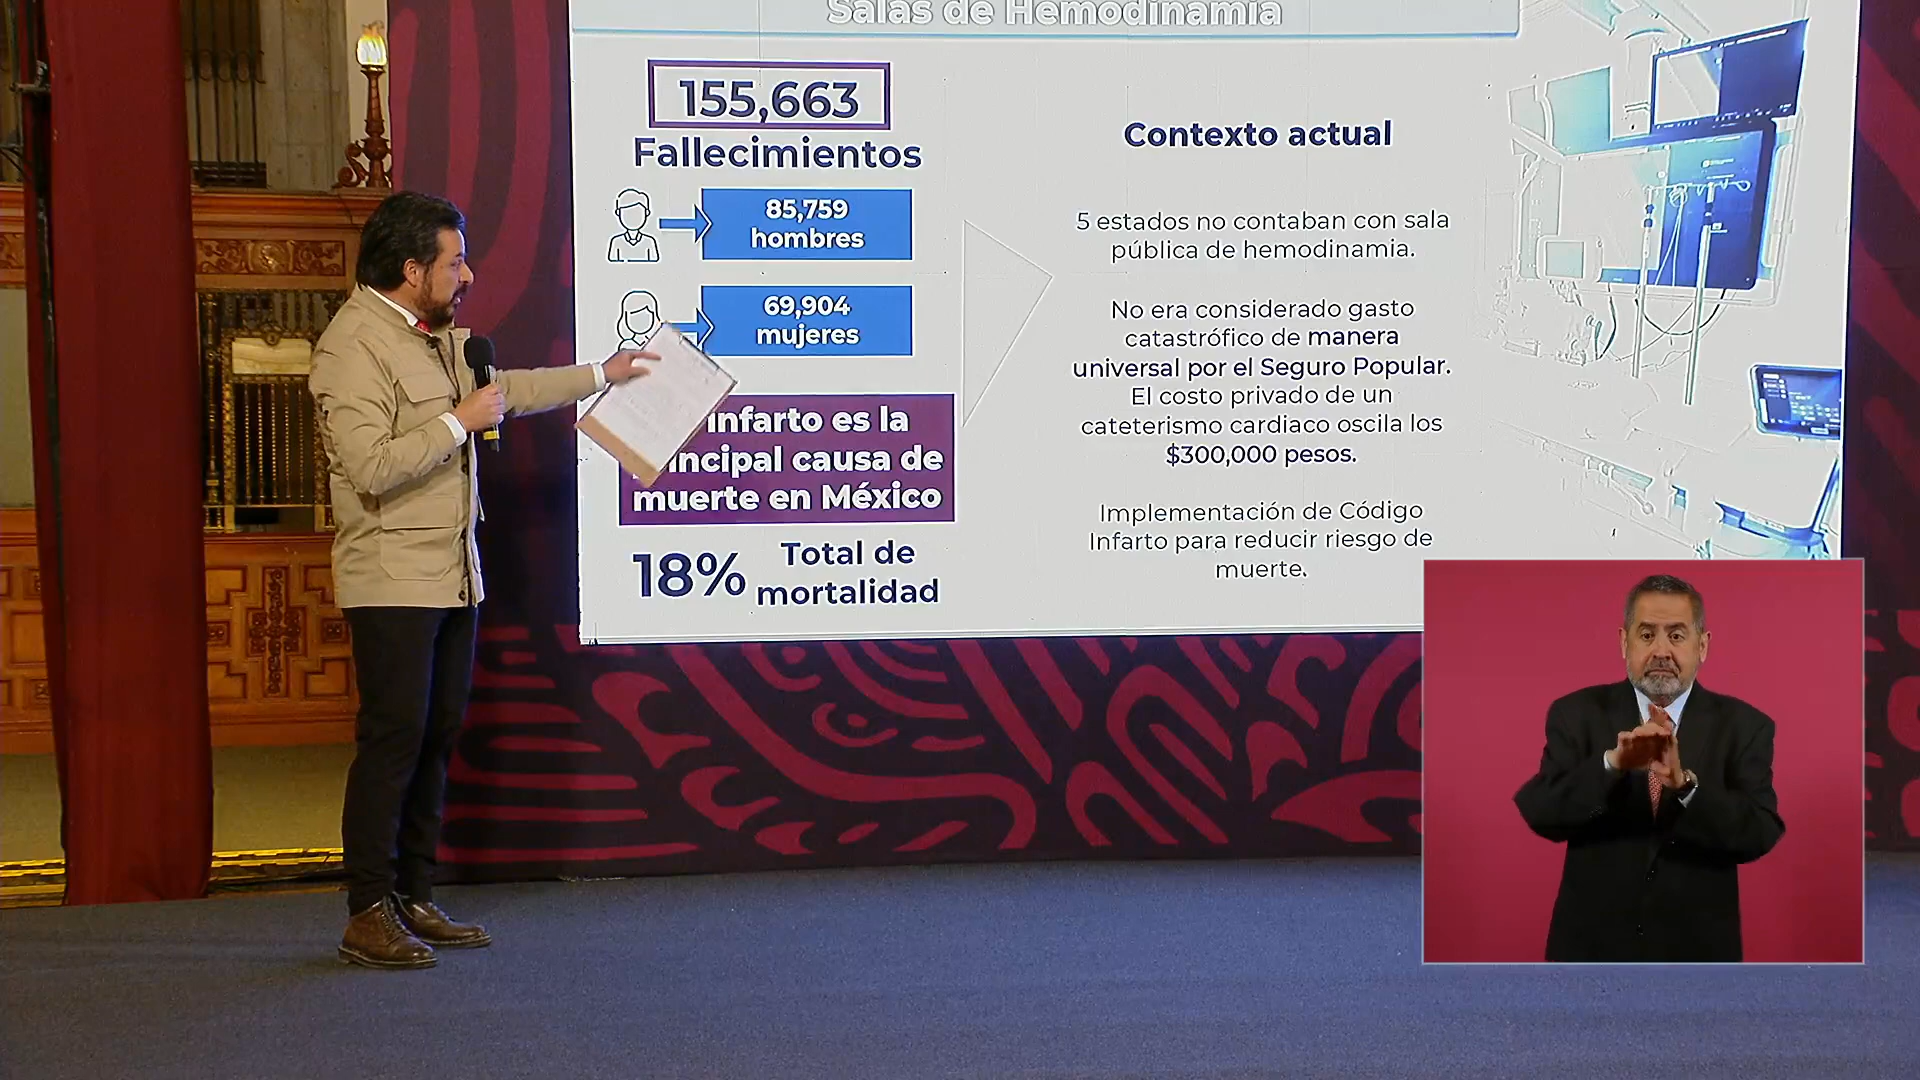 Salas de Hemodinamia
155,663
Fallecimientos
85,759
hombres
69,904
mujeres
infarto es la
principal causa de
muerte en México
18%
Total de
mortalidad
Contexto actual
5 estados no contaban con sala
pública de hemodinamia.
No era considerado gasto
catastrófico de manera
universal por el Seguro Popular.
El costo privado de un
cateterismo cardiaco oscila los
$300,000 pesos.
Implementación de Código
Infarto para reducir riesgo de
muerte.